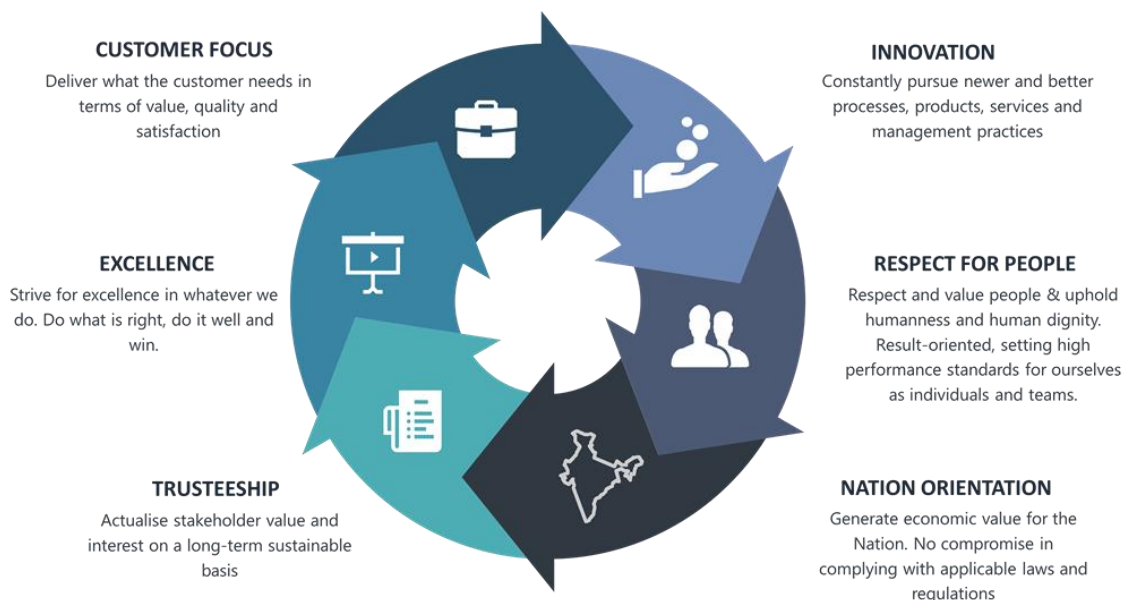 CUSTOMER FOCUS
Deliver what the customer needs in
terms of value, quality and
satisfaction
INNOVATION
Constantly pursue newer and better
processes, products, services and
management practices
EXCELLENCE
Strive for excellence in whatever we
do. Do what is right, do it well and
win.
RESPECT FOR PEOPLE
Respect and value people & uphold
humanness and human dignity.
Result-oriented, setting high
performance standards for ourselves
as individuals and teams.
TRUSTEESHIP
Actualise stakeholder value and
interest on a long-term sustainable
basis
NATION ORIENTATION
Generate economic value for the
Nation. No compromise in
complying with applicable laws and
regulations